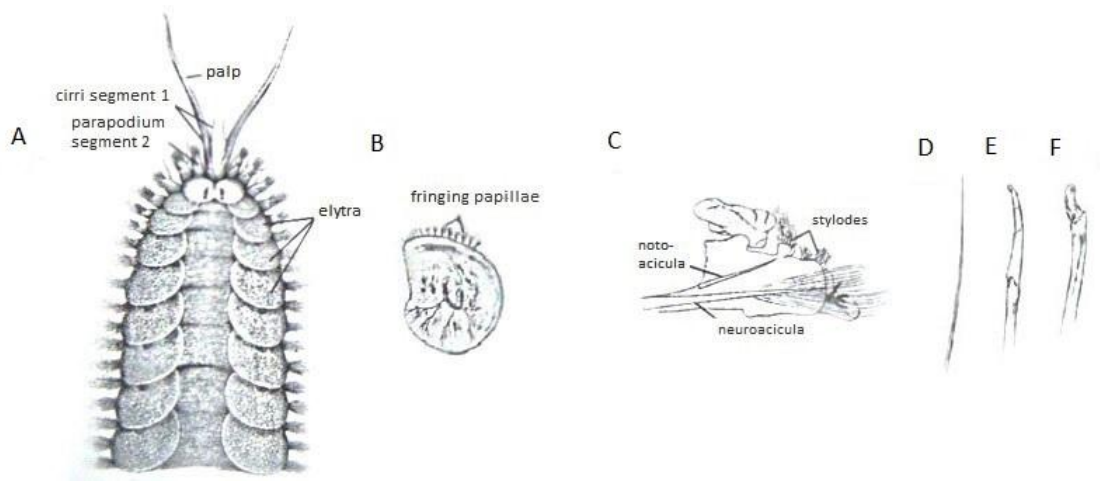 palp
cirri segment 1
parapodium
segment 2
A
elytra
B
fringing papillae
C
stylodes
noto-
acicula
neuroacicula
D
E
F